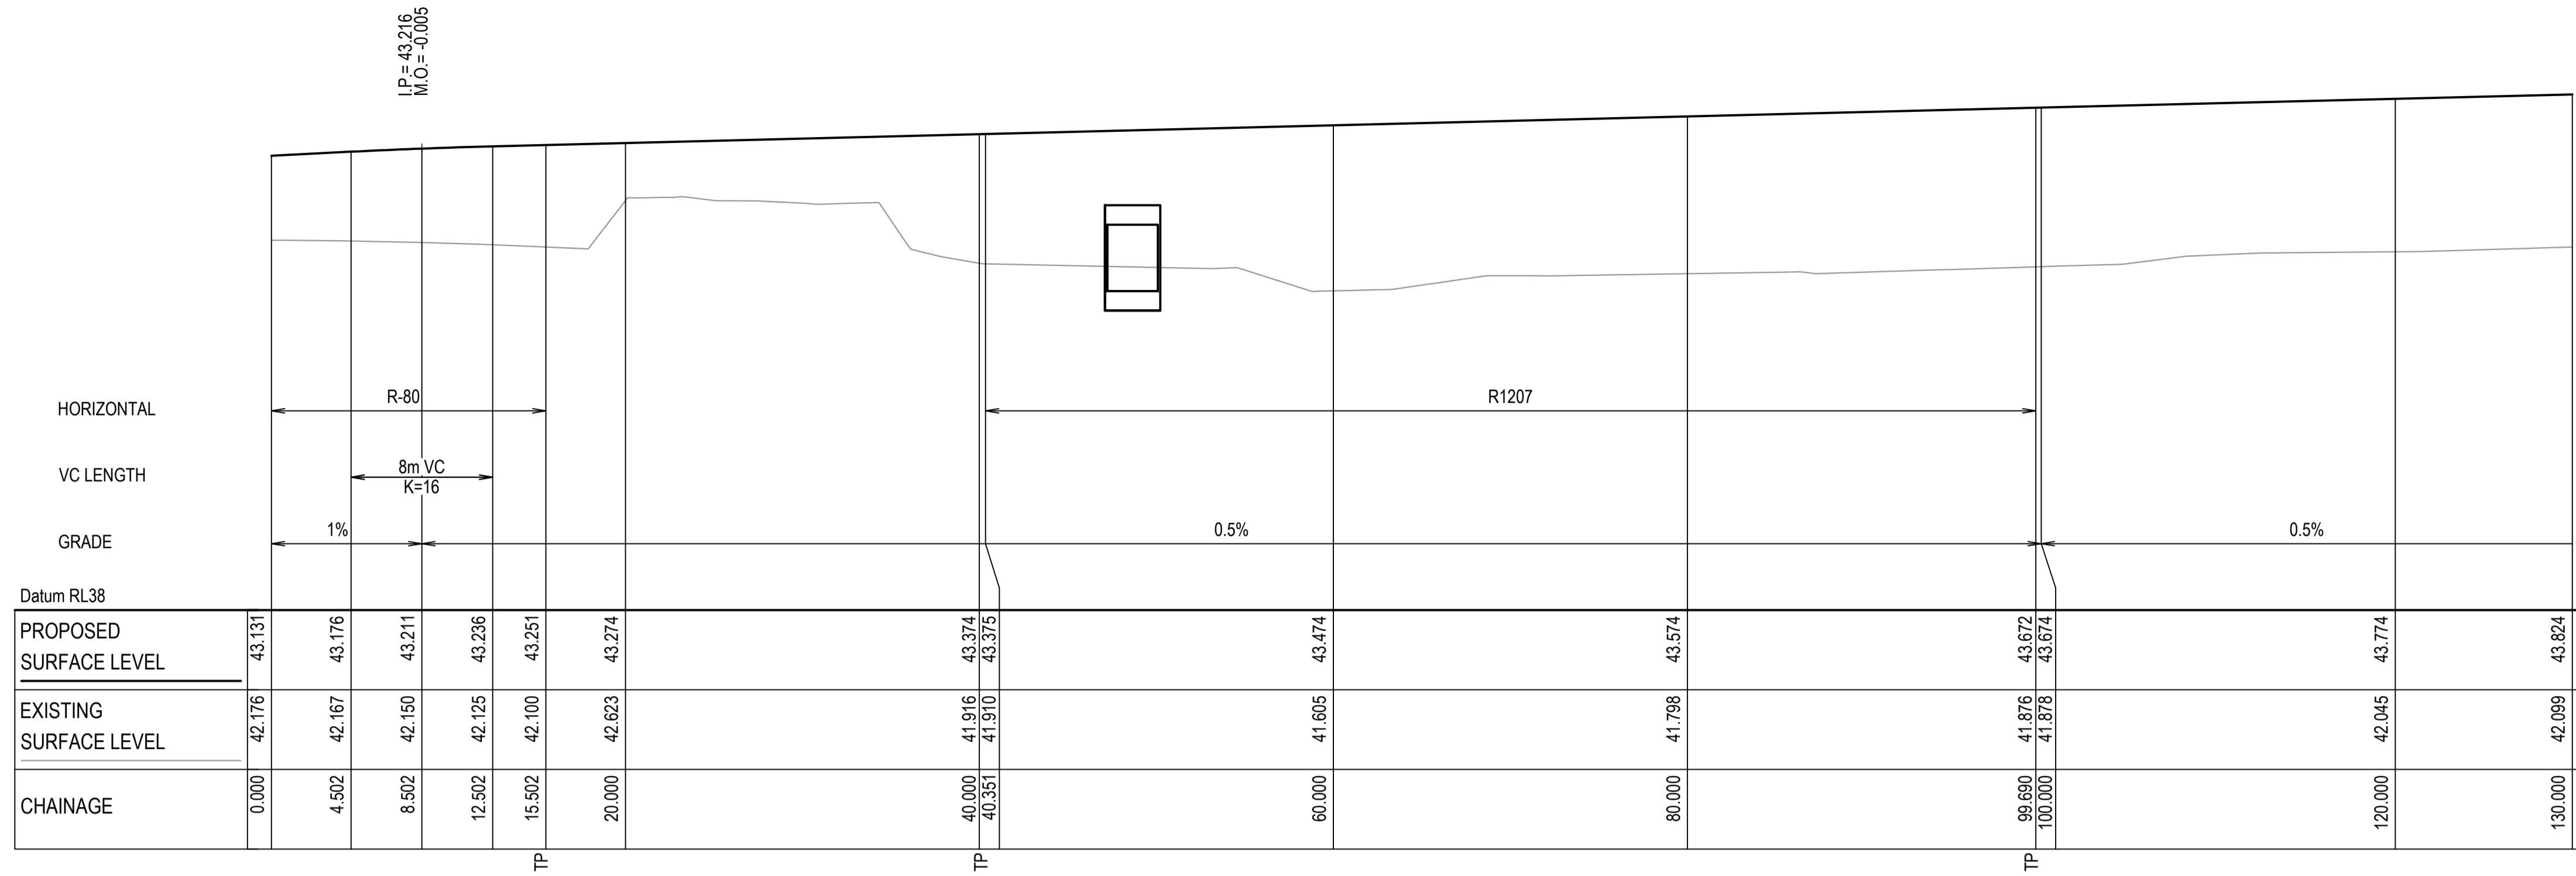 I.P.= 43.216
M.O.= -0.005
HORIZONTAL R-80 R1207
VC LENGTH 8m VC
K=16
GRADE 1% 0.5% 0.5%
Datum RL38
PROPOSED
SURFACE LEVEL
43.131 43.176 43.211 43.236 43.251 43.274 43.374 43.375 43.474 43.574 43.672 43.674 43.774 43.824
EXISTING
SURFACE LEVEL
42.176 42.167 42.150 42.125 42.100 42.623 41.916 41.910 41.605 41.798 41.876 41.878 42.045 42.099
CHAINAGE 0.000 4.502 8.502 12.502 15.502 20.000 40.000 40.351 60.000 80.000 99.690 100.000 120.000 130.000
TP TP TP